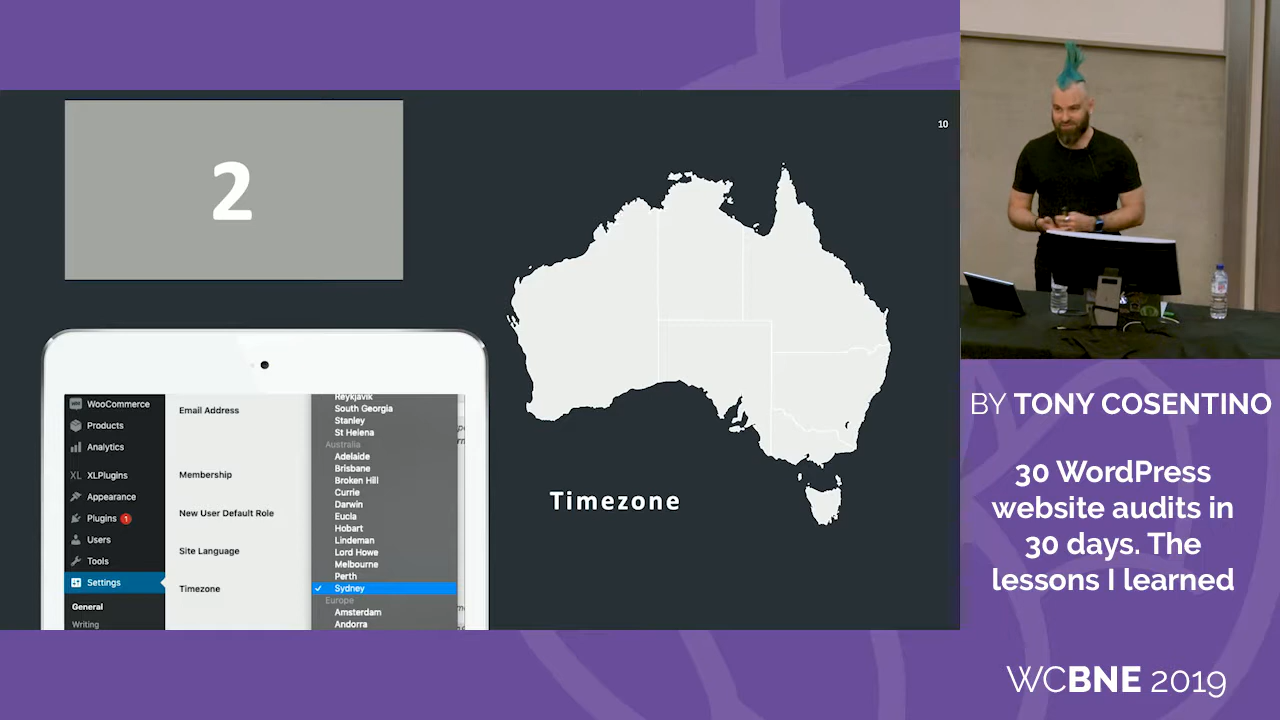 2
10
Timezone
WooCommerce
Products
Analytics
XL XLPlugins
Appearance
Plugins 1
Users
Tools
Settings
General
Writing
Email Address
Membership
New User Default Role
Site Language
Timezone
Reykjavik
South Georgia
Stanley
St Helena
Australia
Adelaide
Brisbane
Broken Hill
Currie
Darwin
Eucla
Hobart
Lindeman
Lord Howe
Melbourne
Perth
✓ Sydney
Europe
Amsterdam
Andorra
BY TONY COSENTINO
30 WordPress
website audits in
30 days. The
lessons I learned
WCBNE 2019